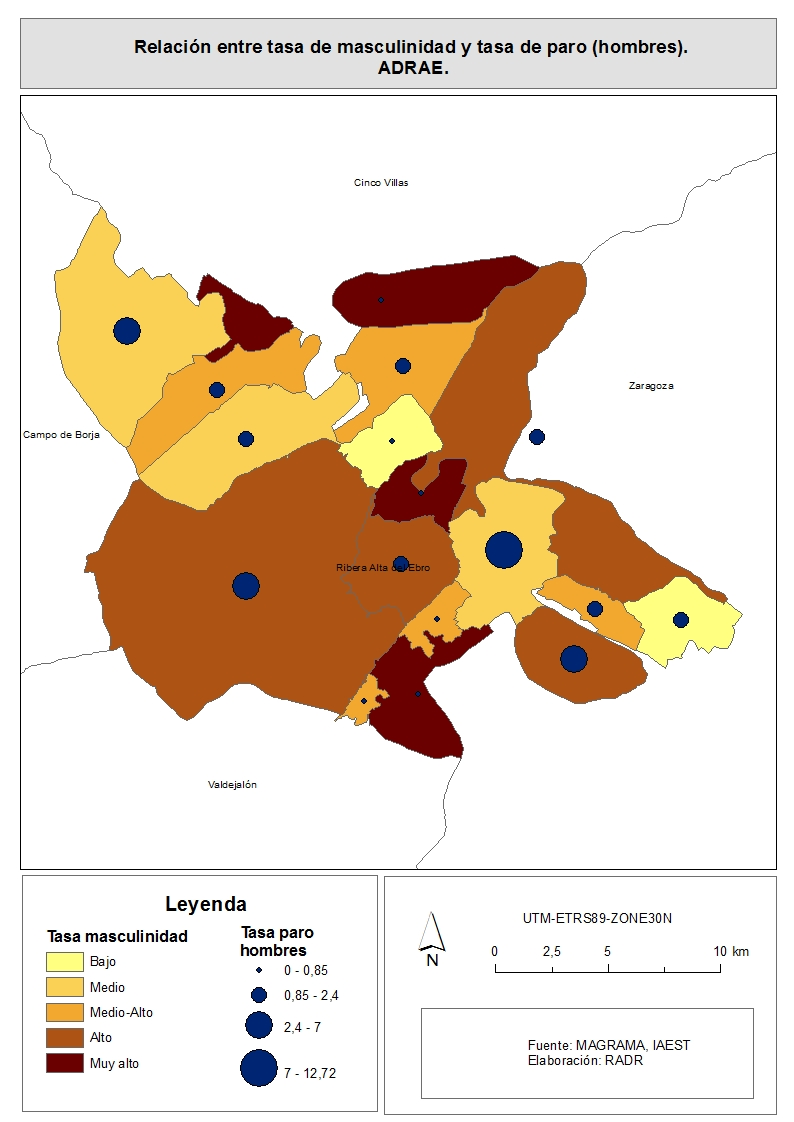 Relación entre tasa de masculinidad y tasa de paro (hombres).
ADRAE.
Cinco Villas
Zaragoza
Campo de Borja
Ribera Alta del Ebro
Valdejalón
Leyenda
Tasa masculinidad
Bajo
Medio
Medio-Alto
Alto
Muy alto
Tasa paro
hombres
0 - 0,85
0,85 - 2,4
2,4 - 7
7 - 12,72
N
UTM-ETRS89-ZONE30N
0 2,5 5 10 km
Fuente: MAGRAMA, IAEST
Elaboración: RADR